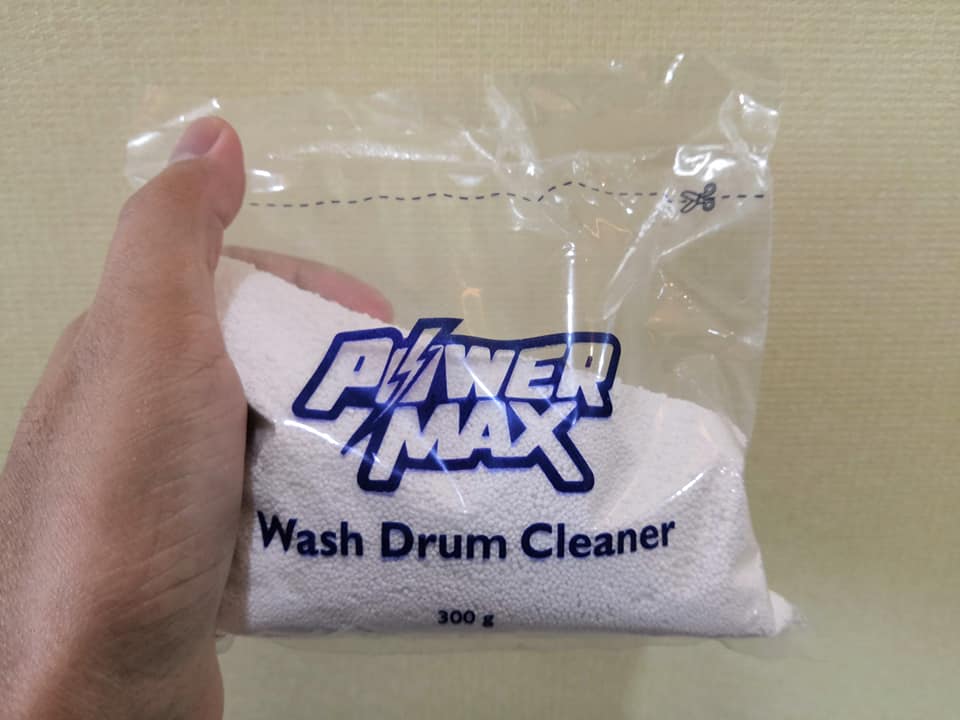 POWER
MAX
Wash Drum Cleaner
300 g